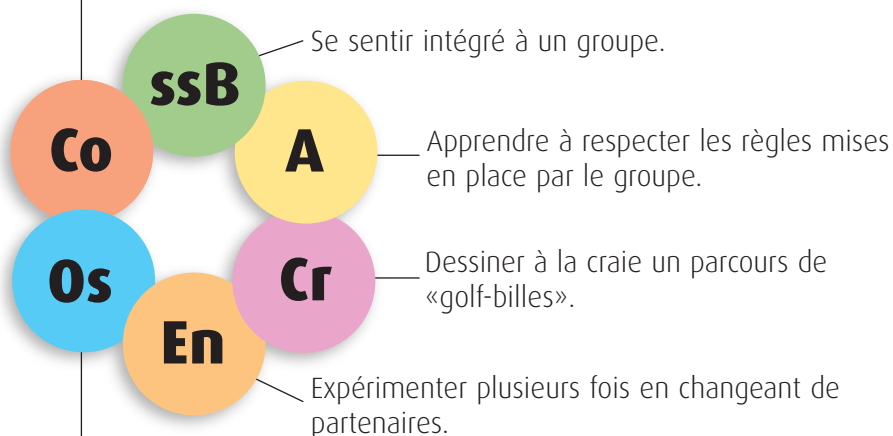 ssB
Se sentir intégré à un groupe.
Co
A
Apprendre à respecter les règles mises
en place par le groupe.
Os
Cr
Dessiner à la craie un parcours de
«golf-billes».
En
Expérimenter plusieurs fois en changeant de
partenaires.